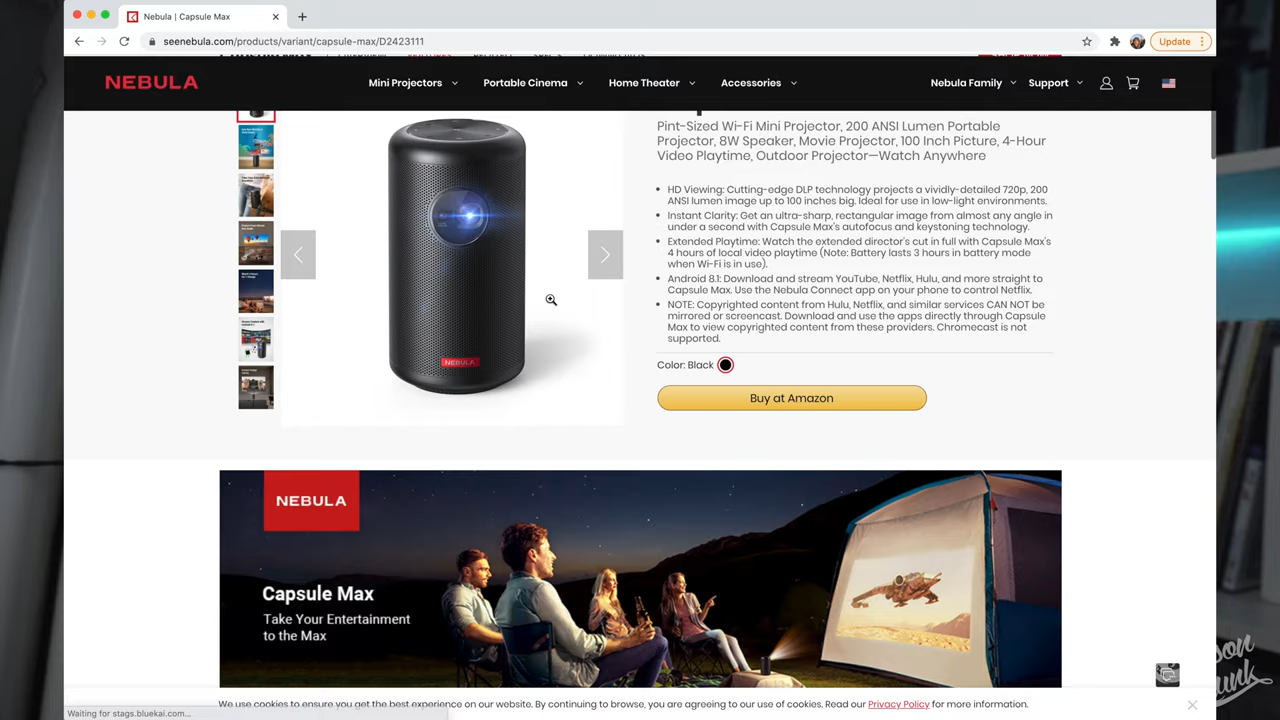 Nebula | Capsule Max
seenebula.com/products/variant/capsule-max/D2423111
Update
NEBULA
Mini Projectors
Portable Cinema
Home Theater
Accessories
Nebula Family
Support
Pint-Sized Wi-Fi Mini Projector, 200 ANSI Lumen Portable
Projector, 8W Speaker, Movie Projector, 100 Inch Picture, 4-Hour
Video Playtime, Outdoor Projector—Watch Anywhere
HD Viewing: Cutting-edge DLP technology projects a vividly-detailed 720p, 200
ANSI lumen image up to 100 inches big. Ideal for use in low-light environments.
Instant Clarity: Get an ultra-sharp, rectangular image from almost any angle in
under a second with Capsule Max's autofocus and keystoning technology.
Extended Playtime: Watch the extended director's cut in full with Capsule Max's
4 hours of local video playtime (Note: Battery lasts 3 hours in battery mode
when Wi-Fi is in use).
Android 8.1: Download and stream YouTube, Netflix, Hulu, and more straight to
Capsule Max. Use the Nebula Connect app on your phone to control Netflix.
NOTE: Copyrighted content from Hulu, Netflix, and similar services CAN NOT be
mirrored or screencast. Download and use the apps directly through Capsule
Max to view copyrighted content from these providers. Chromecast is not
supported.
NEBULA
Color: Black
Buy at Amazon
NEBULA
Capsule Max
Take Your Entertainment
to the Max
We use cookies to ensure you get the best experience on our website. By continuing to browse, you are agreeing to our use of cookies. Read our Privacy Policy for more information.
Waiting for stags.bluekai.com...
son
unk